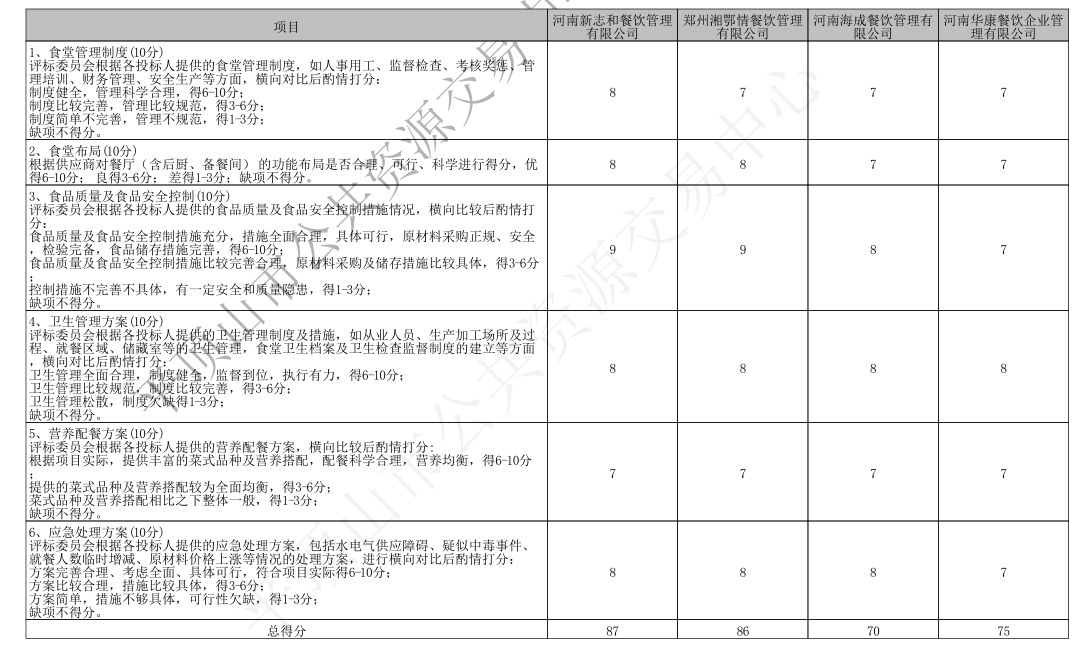 项目
河南新志和餐饮管理
有限公司
郑州湘鄂情餐饮管理
有限公司
河南海成餐饮管理有
限公司
河南华康餐饮企业管
理有限公司
1、食堂管理制度(10分)
评标委员会根据各投标人提供的食堂管理制度，如人事用工、监督检查、考核奖惩、管
理培训、财务管理、安全生产等方面，横向对比后酌情打分：
制度健全，管理科学合理，得6-10分；
制度比较完善，管理比较规范，得3-6分；
制度简单不完善，管理不规范，得1-3分；
缺项不得分。
8
7
7
7
2、食堂布局(10分)
根据供应商对餐厅（含后厨、备餐间） 的功能布局是否合理、可行、科学进行得分，优
得6-10分； 良得3-6分； 差得1-3分；缺项不得分。
8
8
7
7
3、食品质量及食品安全控制(10分)
评标委员会根据各投标人提供的食品质量及食品安全控制措施情况，横向比较后酌情打
分：
食品质量及食品安全控制措施充分，措施全面合理，具体可行，原材料采购正规、安全
，检验完备，食品储存措施完善，得6-10分；
食品质量及食品安全控制措施比较完善合理，原材料采购及储存措施比较具体，得3-6分
；
控制措施不完善不具体，有一定安全和质量隐患，得1-3分；
缺项不得分。
9
9
8
7
4、卫生管理方案(10分)
评标委员会根据各投标人提供的卫生管理制度及措施，如从业人员、生产加工场所及过
程、就餐区域、储藏室等的卫生管理，食堂卫生档案及卫生检查监督制度的建立等方面
，横向对比后酌情打分：
卫生管理全面合理，制度健全，监督到位，执行有力，得6-10分；
卫生管理比较规范，制度比较完善，得3-6分；
卫生管理松散，制度欠缺得1-3分；
缺项不得分。
8
8
8
8
5、营养配餐方案(10分)
评标委员会根据各投标人提供的营养配餐方案，横向比较后酌情打分：
根据项目实际，提供丰富的菜式品种及营养搭配，配餐科学合理，营养均衡，得6-10分
；
提供的菜式品种及营养搭配较为全面均衡，得3-6分；
菜式品种及营养搭配相比之下整体一般，得1-3分；
缺项不得分。
7
7
7
7
6、应急处理方案(10分)
评标委员会根据各投标人提供的应急处理方案，包括水电气供应障碍、疑似中毒事件、
就餐人数临时增减、原材料价格上涨等情况的处理方案，进行横向对比后酌情打分：
方案完善合理、考虑全面、具体可行，符合项目实际得6-10分；
方案比较合理，措施比较具体，得3-6分；
方案简单，措施不够具体，可行性欠缺，得1-3分；
缺项不得分。
8
8
8
7
总得分
87
86
70
75
平顶山市公共资源交易中
平顶山市公共资源交易中心